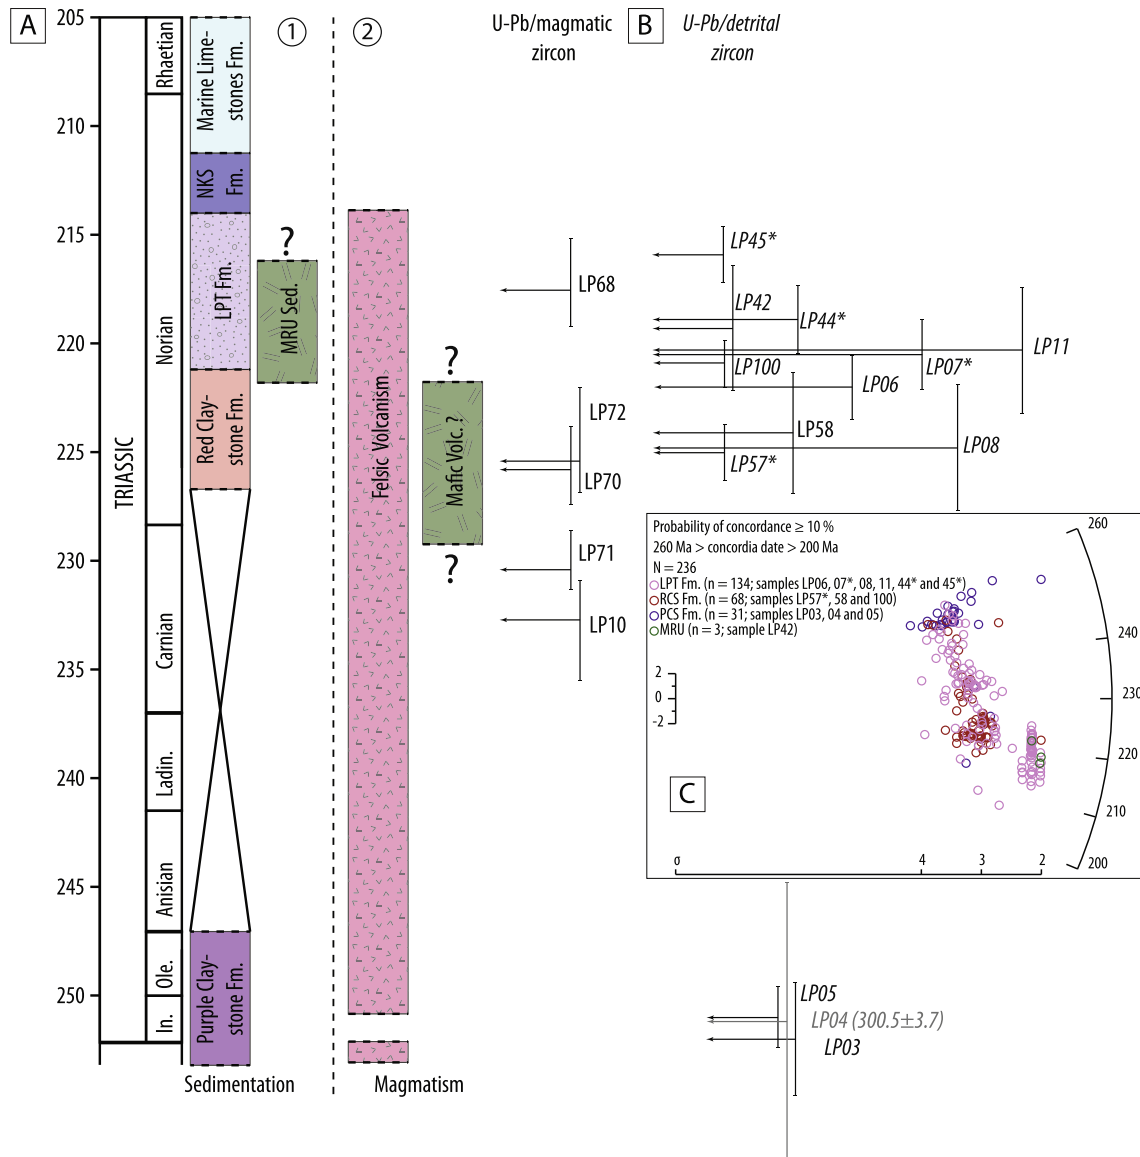 A
205
210
215
220
225
230
235
240
245
250
TRIASSIC
Rhaetian
Norian
Carnian
Ladin.
Anisian
Ole.
In.
Marine Lime-
stones Fm.
NKS
Fm.
LPT Fm.
Red Clay-
stone Fm.
Purple Clay-
stone Fm.
1
?
MRU Sed.
Sedimentation
2
Felsic Volcanism
?
Mafic Volc. ?
?
Magmatism
U-Pb/magmatic
zircon
LP68
LP72
LP70
LP71
LP10
B
U-Pb/detrital
zircon
LP45*
LP42
LP44*
LP11
LP100
LP07*
LP06
LP58
LP08
LP57*
Probability of concordance ≥ 10 %
260 Ma > concordia date > 200 Ma
N = 236
LPT Fm. (n = 134; samples LP06, 07*, 08, 11, 44* and 45*)
RCS Fm. (n = 68; samples LP57*, 58 and 100)
PCS Fm. (n = 31; samples LP03, 04 and 05)
MRU (n = 3; sample LP42)
2
0
-2
260
240
230
220
210
200
C
σ
4
3
2
LP05
LP04 (300.5±3.7)
LP03